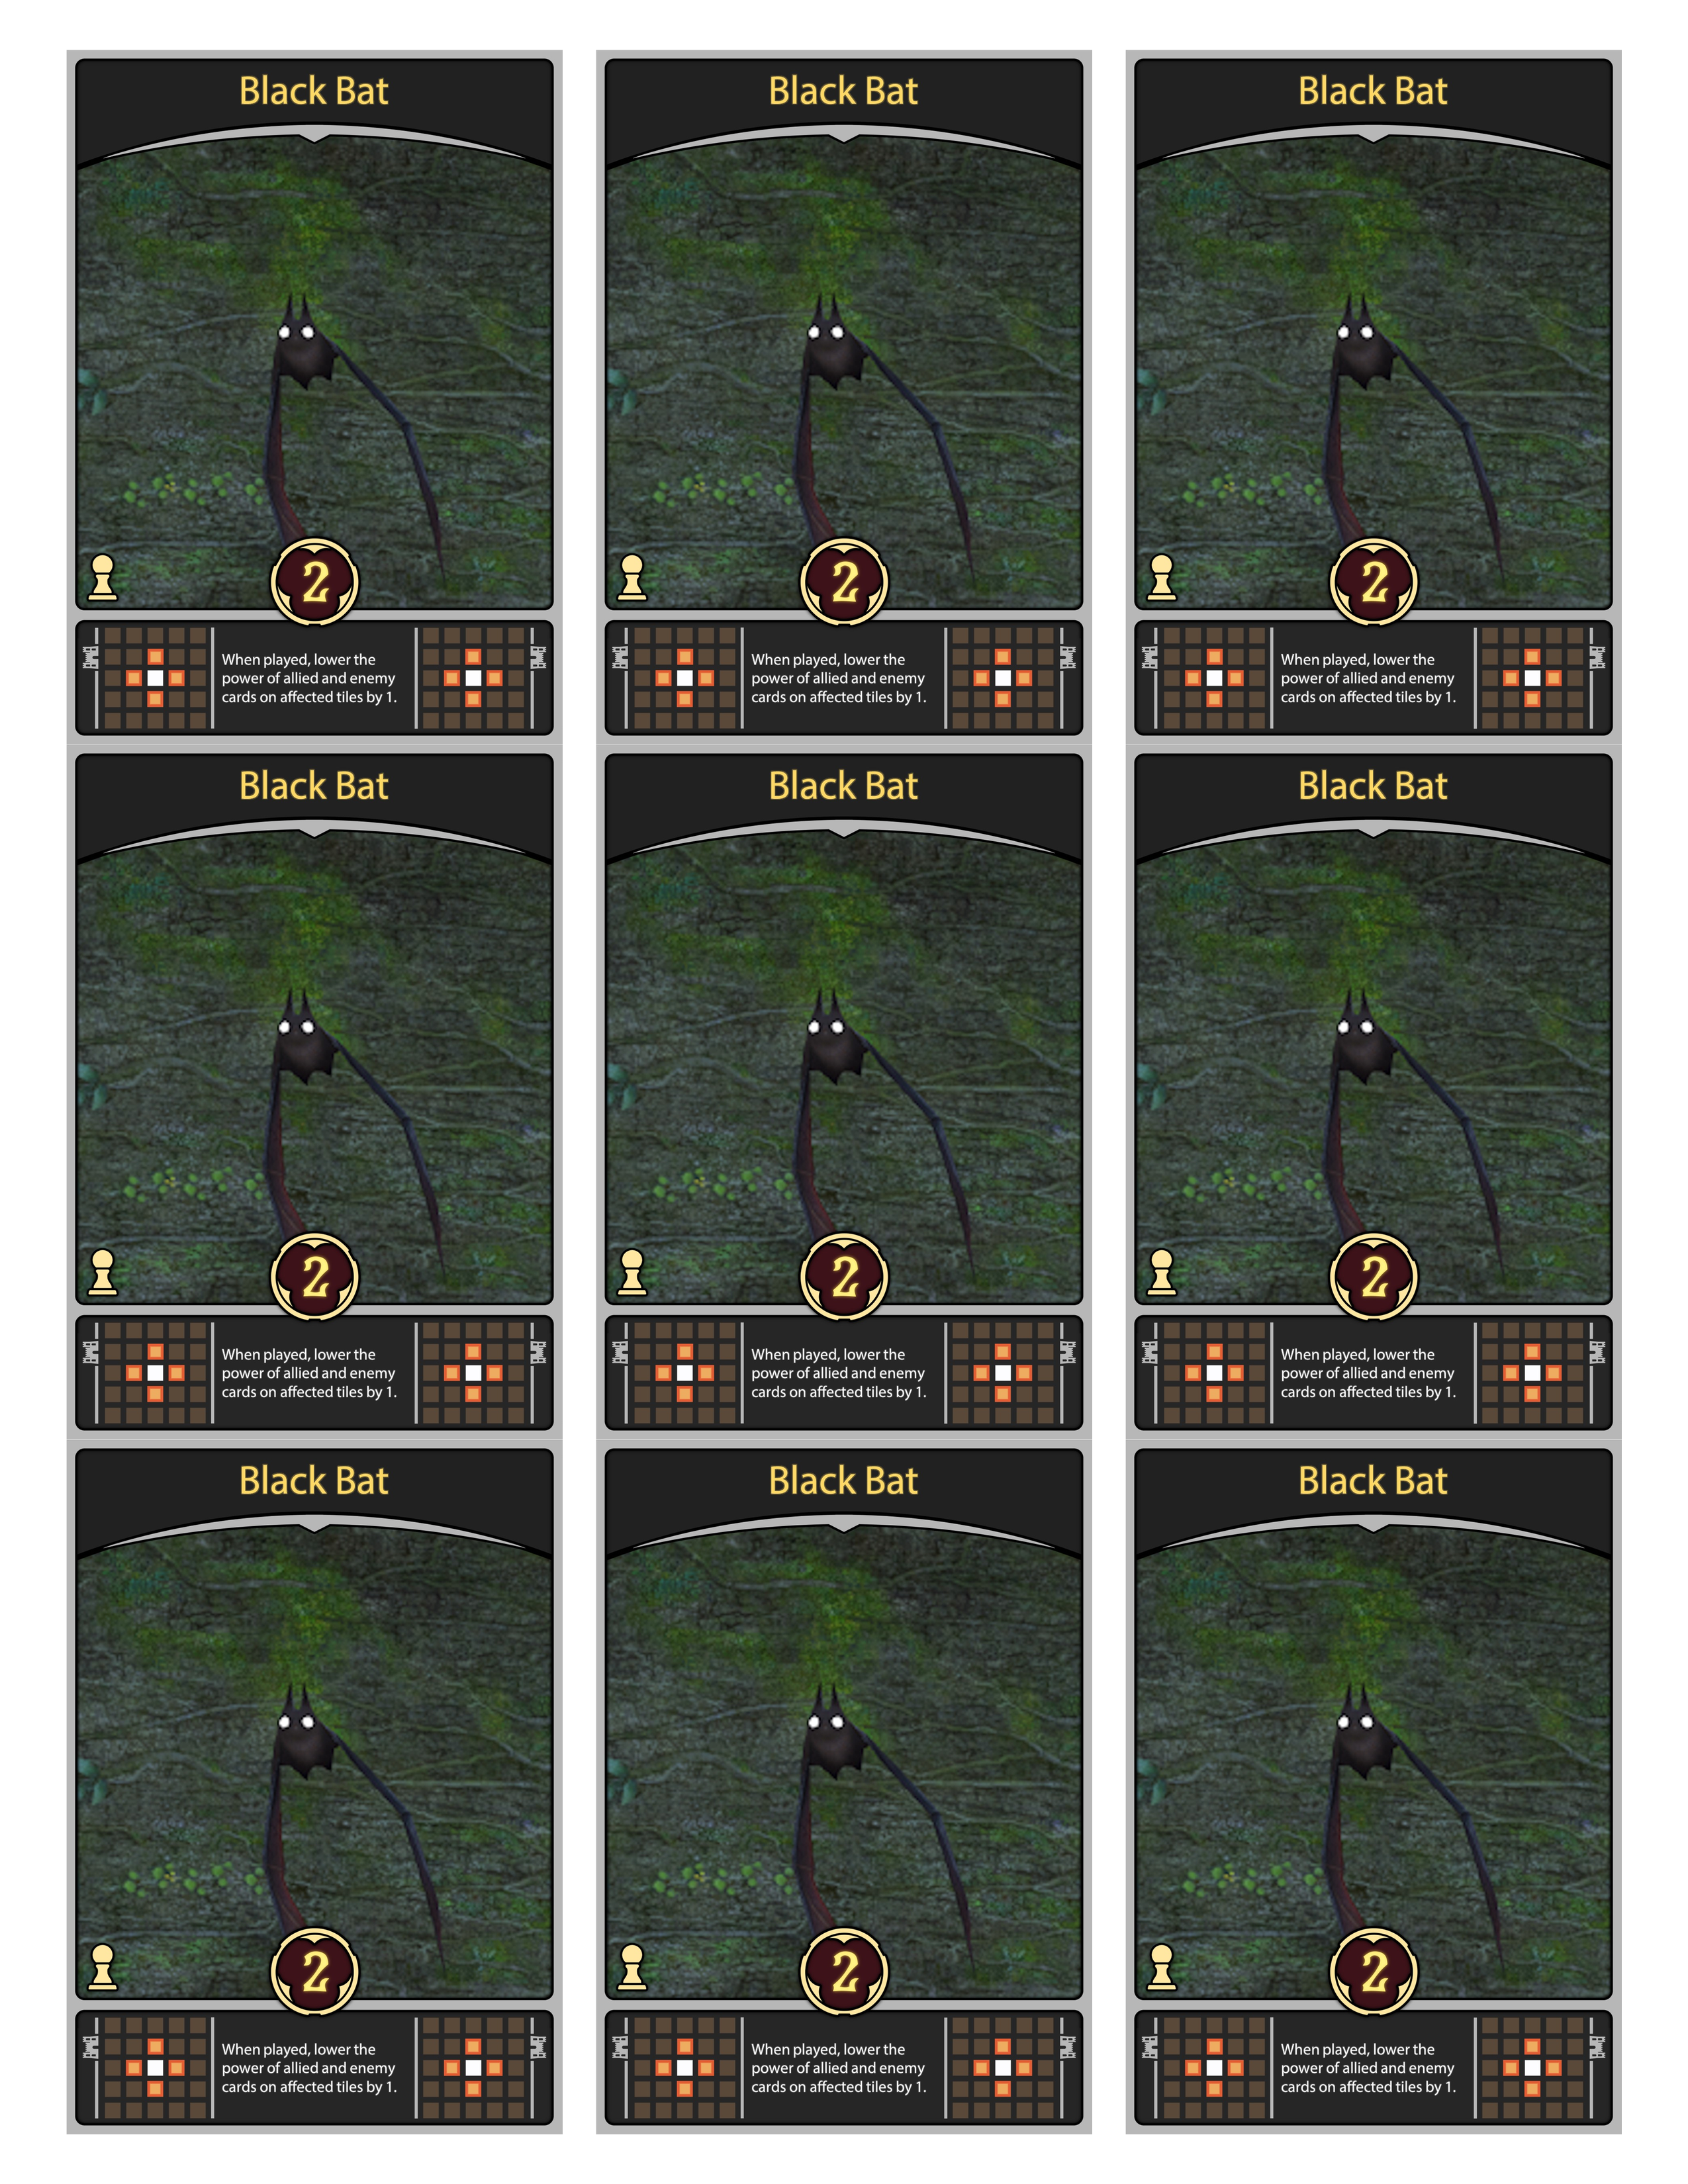 Black Bat
Black Bat
Black Bat
2
2
2
When played, lower the
power of allied and enemy
cards on affected tiles by 1.
When played, lower the
power of allied and enemy
cards on affected tiles by 1.
When played, lower the
power of allied and enemy
cards on affected tiles by 1.
Black Bat
Black Bat
Black Bat
2
2
2
When played, lower the
power of allied and enemy
cards on affected tiles by 1.
When played, lower the
power of allied and enemy
cards on affected tiles by 1.
When played, lower the
power of allied and enemy
cards on affected tiles by 1.
Black Bat
Black Bat
Black Bat
2
2
2
When played, lower the
power of allied and enemy
cards on affected tiles by 1.
When played, lower the
power of allied and enemy
cards on affected tiles by 1.
When played, lower the
power of allied and enemy
cards on affected tiles by 1.